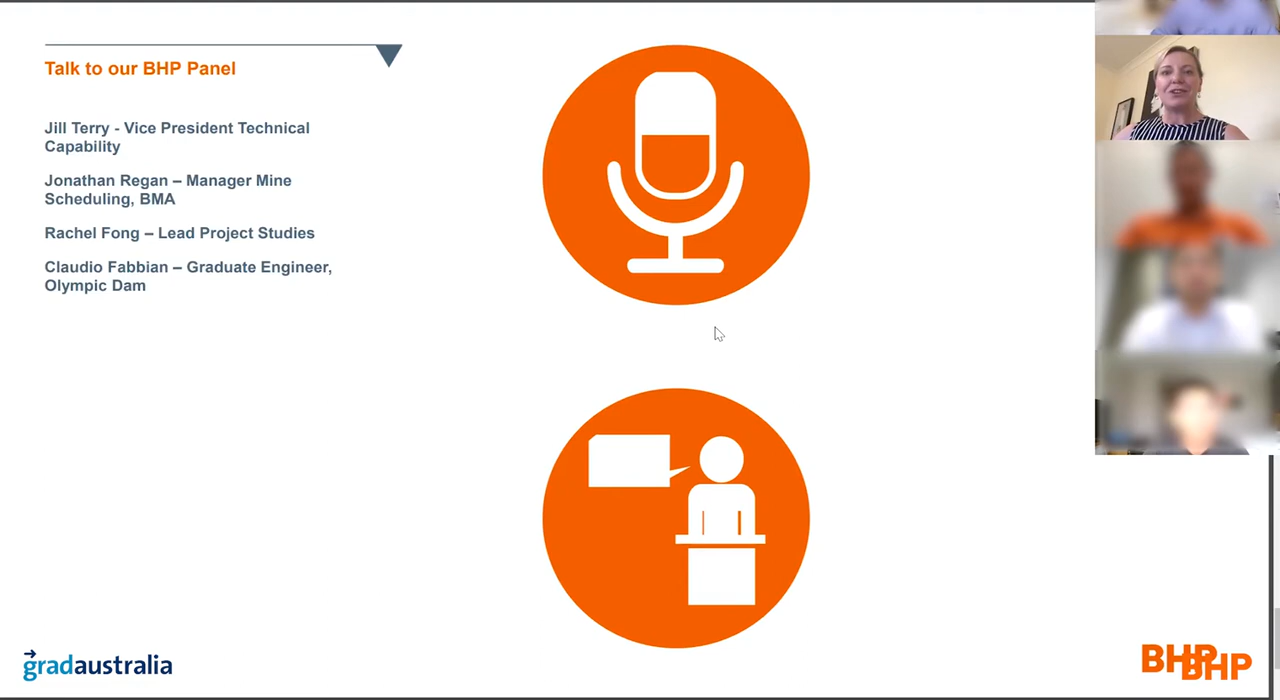 Talk to our BHP Panel
Jill Terry - Vice President Technical
Capability
Jonathan Regan – Manager Mine
Scheduling, BMA
Rachel Fong – Lead Project Studies
Claudio Fabbian – Graduate Engineer,
Olympic Dam
gradaustralia
BHP
BHP